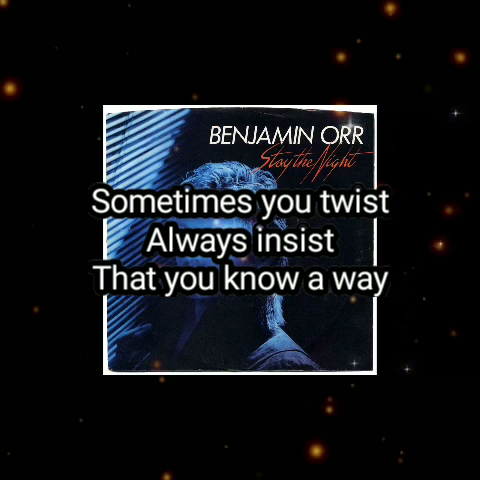 BENJAMIN ORR
Stay the Night
Sometimes you twist
Always insist
That you know a way